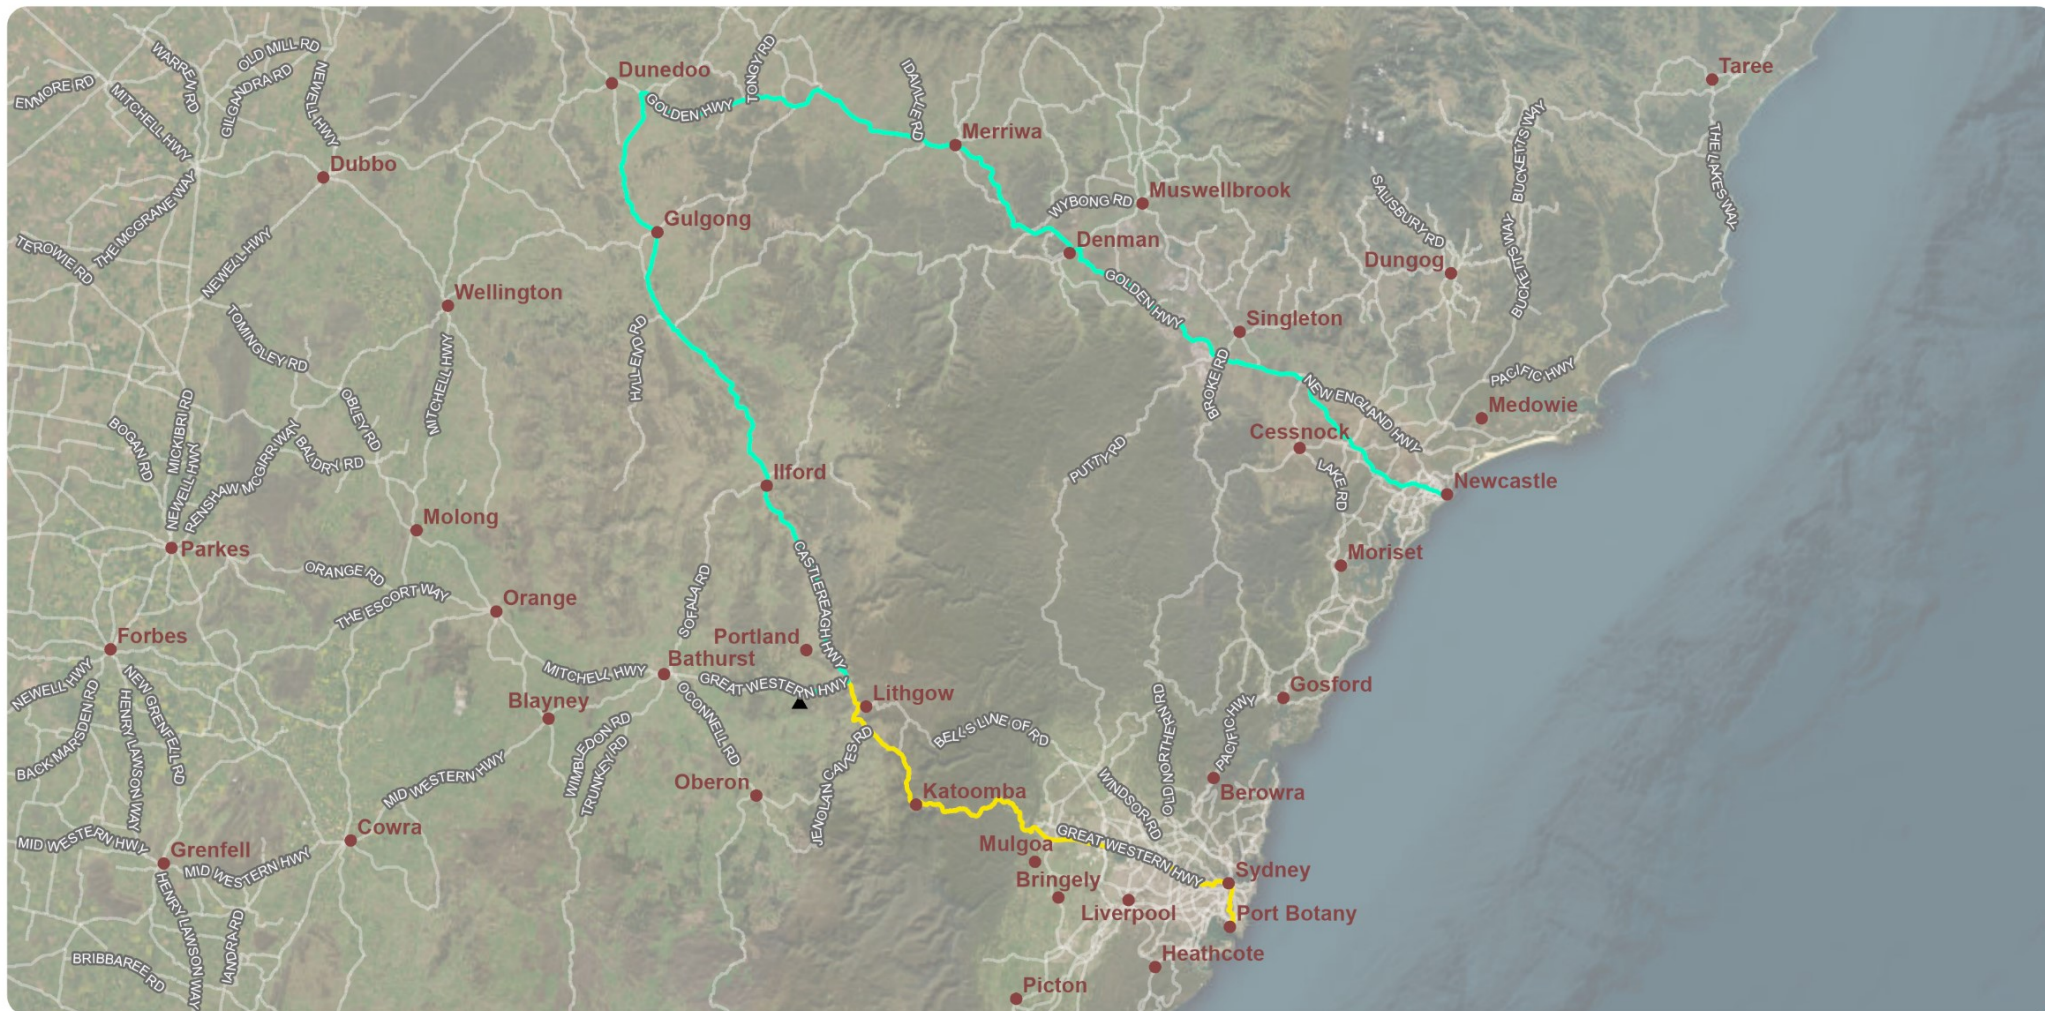 OLD MILL RD
WARREN RD
Dunedoo
TONGY RD
IDAVILLE RD
Taree
ENMORE RD
MITCHELL HWY
GILGANDRA RD
NEWELL HWY
GOLDEN HWY
Merriwa
BUCKETTS WAY
THE LAKES WAY
Dubbo
Muswellbrook
WYBONG RD
SALISBURY RD
THE MCGRANE WAY
Gulgong
Denman
Dungog
BUCKETTS WAY
TEROWIE RD
NEWELL HWY
GOLDEN HWY
Wellington
Singleton
TOMINGLEY RD
HILL END RD
MITCHELL HWY
BROKE RD
NEW ENGLAND HWY
PACIFIC HWY
Medowie
MICKIBRI RD
OBLEY RD
BOGAN RD
BALDRY RD
Cessnock
PUTTY RD
LAKE RD
Ilford
Newcastle
RENSHAW MCGIRR WAY
NEWELL HWY
Molong
Parkes
Moriset
ORANGE RD
CASTLEREAGH HWY
THE ESCORT WAY
Orange
SOFALA RD
Forbes
Portland
Bathurst
MITCHELL HWY
GREAT WESTERN HWY
Lithgow
Gosford
NEWELL HWY
NEW GRENFELL RD
HENRY LAWSON WAY
BACK MARSDEN RD
Blayney
OCONNELL RD
WIMBLEDON RD
TRUNKEY RD
BELLS LINE OF RD
OLD NORTHERN RD
PACIFIC HWY
MID WESTERN HWY
Oberon
JENOLAN CAVES RD
Katoomba
WINDSOR RD
Berowra
Cowra
MID WESTERN HWY
Grenfell
MID WESTERN HWY
Mulgoa
GREAT WESTERN HWY
Sydney
Bringely
Liverpool
Port Botany
HENRY LAWSON WAY
IANDRA RD
BRIBBAREE RD
Heathcote
Picton